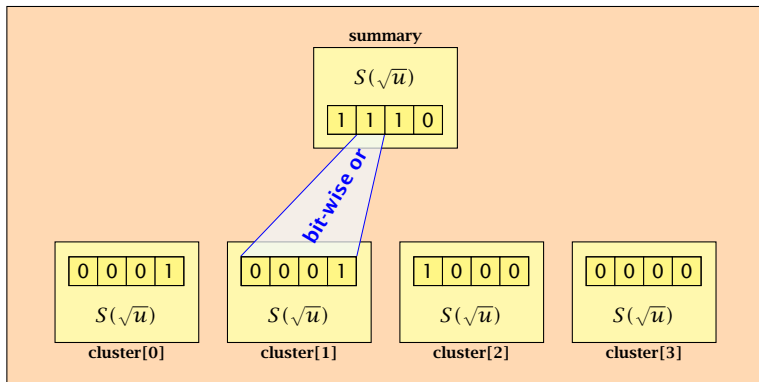 summary
S(√u)
1 1 1 0
bit-wise or
0 0 0 1
0 0 0 1
1 0 0 0
0 0 0 0
S(√u)
S(√u)
S(√u)
S(√u)
cluster[0]
cluster[1]
cluster[2]
cluster[3]